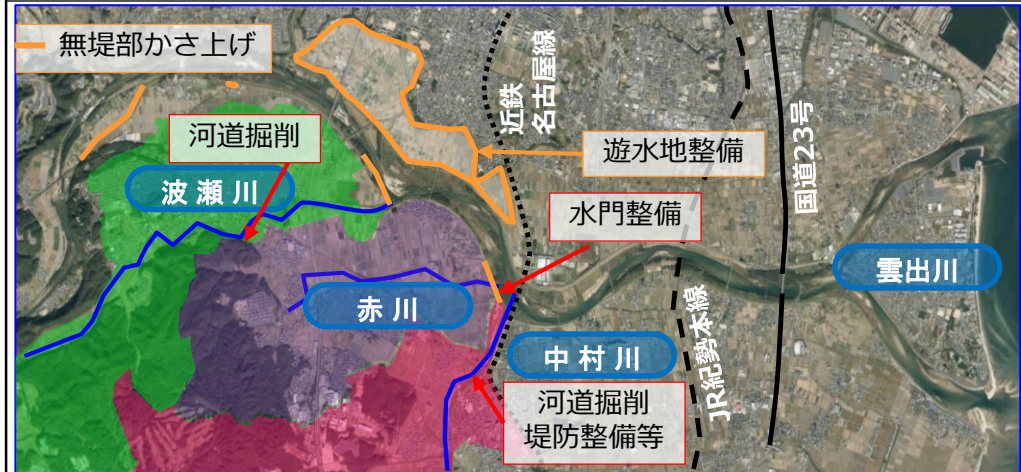 無堤部かさ上げ
河道掘削
波瀬川
近鉄
名古屋線
遊水地整備
水門整備
国道23号
雲出川
赤川
中村川
JR紀勢本線
河道掘削
堤防整備等